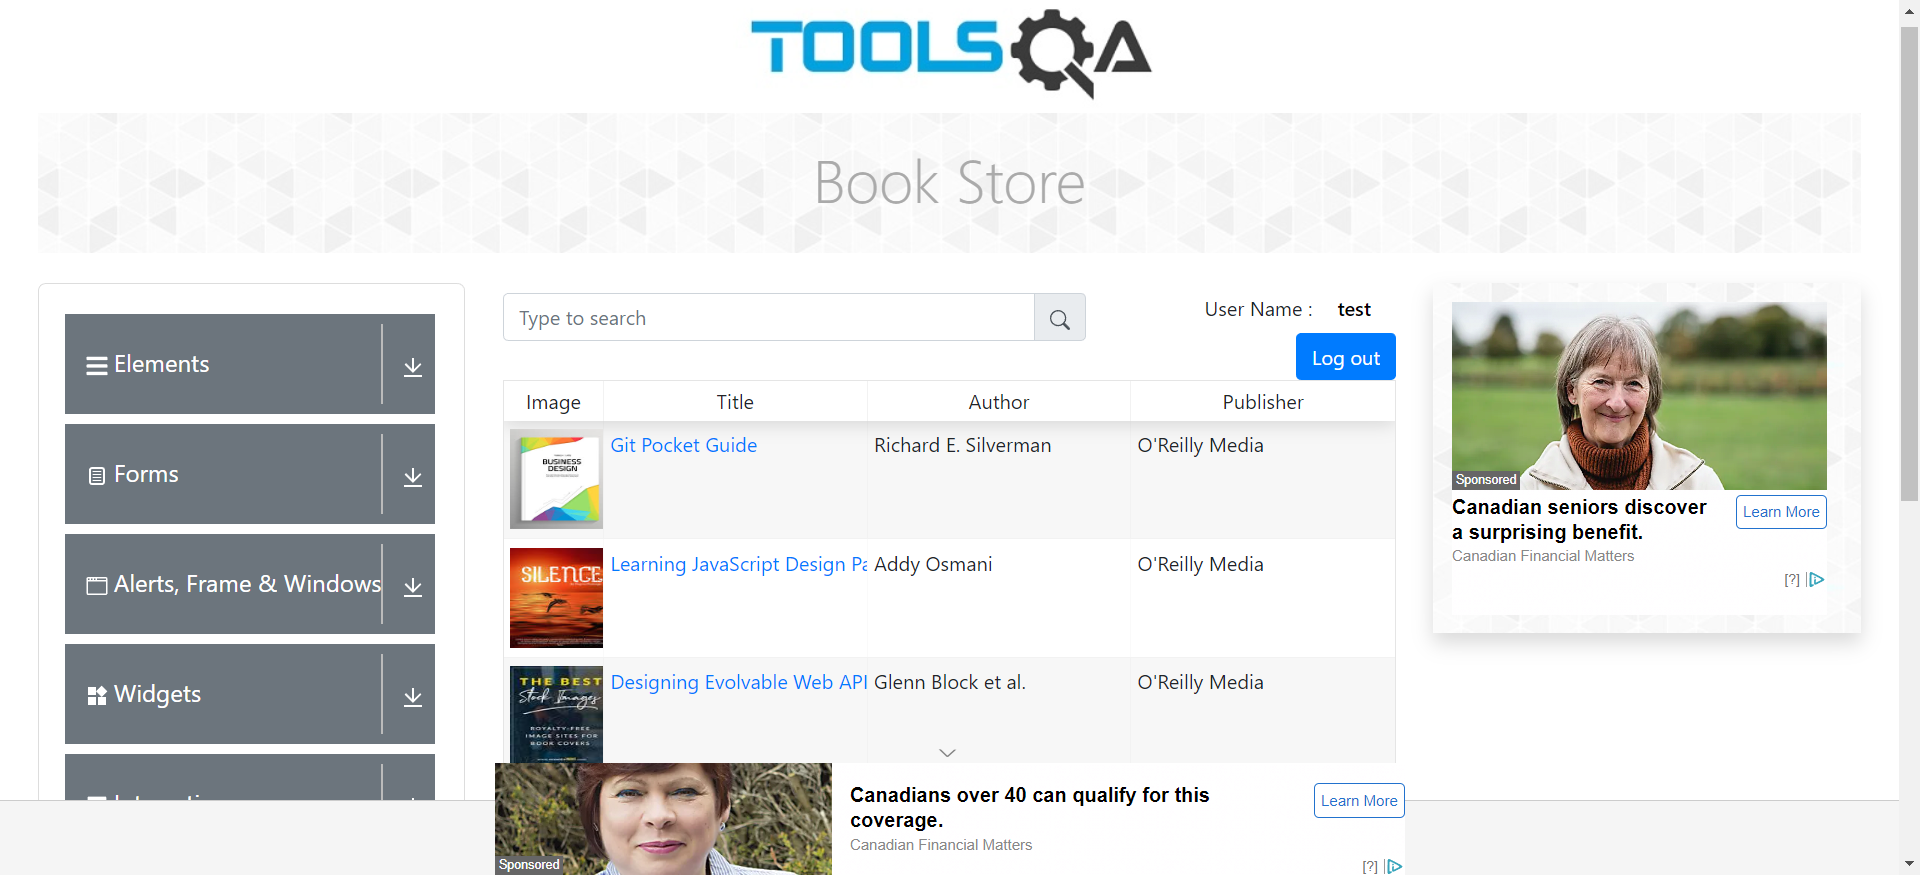 TOOLSQA
Book Store
Elements
Forms
Alerts, Frame & Windows
Widgets
Type to search
User Name : test
Log out
Image Title Author Publisher
BUSINESS
DESIGN
Git Pocket Guide Richard E. Silverman O'Reilly Media
SILENCE
Learning JavaScript Design Pa Addy Osmani O'Reilly Media
THE BEST
Stock Images
ROYALTY-FREE
IMAGE SITES FOR
BOOK COVERS
Designing Evolvable Web API Glenn Block et al. O'Reilly Media
Sponsored
Canadian seniors discover
a surprising benefit.
Learn More
Canadian Financial Matters
[?]
Sponsored
Canadians over 40 can qualify for this
coverage.
Learn More
Canadian Financial Matters
[?]